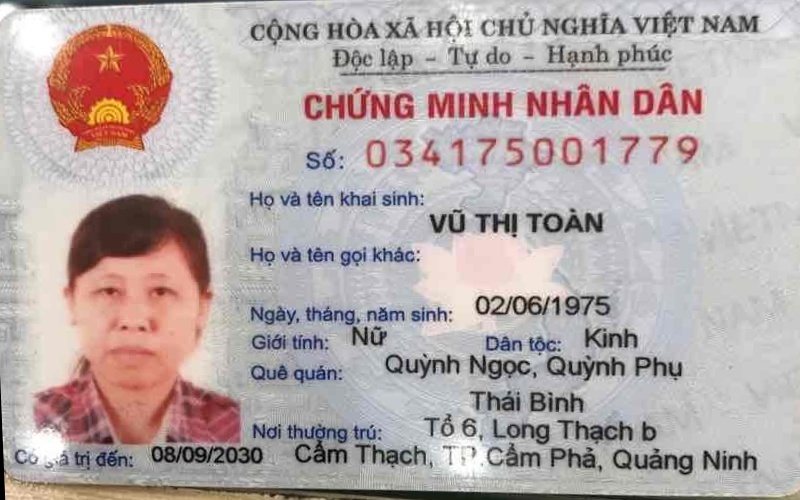 CỘNG HÒA XÃ HỘI CHỦ NGHĨA VIỆT NAM
Độc lập - Tự do - Hạnh phúc
CHỨNG MINH NHÂN DÂN
Số: 034175001779
Họ và tên khai sinh:
VŨ THỊ TOÀN
Họ và tên gọi khác:
Ngày, tháng, năm sinh: 02/06/1975
Giới tính: Nữ Dân tộc: Kinh
Quê quán: Quỳnh Ngọc, Quỳnh Phụ
Thái Bình
Nơi thường trú: Tổ 6, Long Thạch b
Cẩm Thạch, TP.Cẩm Phả, Quảng Ninh
Có giá trị đến: 08/09/2030